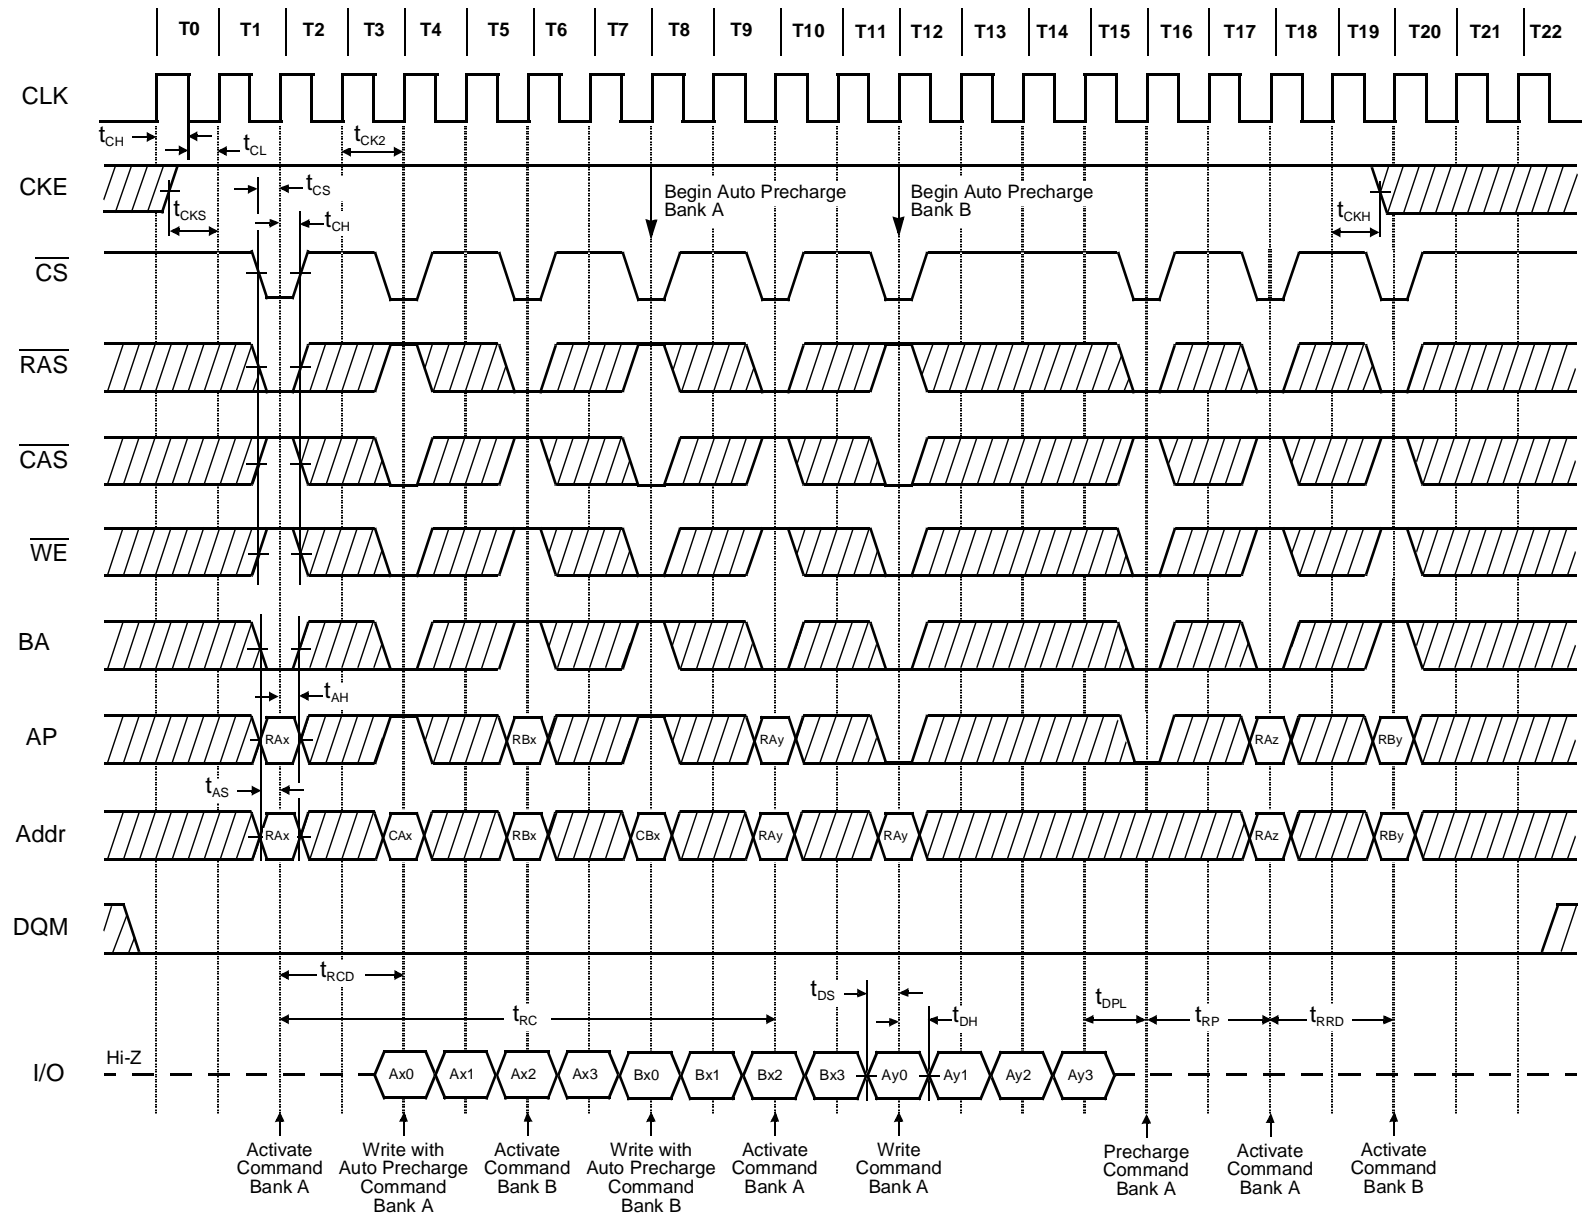 T0 T1 T2 T3 T4 T5 T6 T7 T8 T9 T10 T11 T12 T13 T14 T15 T16 T17 T18 T19 T20 T21 T22
CLK
tCH
tCL
tCK2
CKE
tCKS
tCS
tCH
Begin Auto Precharge
Bank A
Begin Auto Precharge
Bank B
tCKH
CS
RAS
CAS
WE
BA
tAH
AP
RAx RBx RAy RAz RBy
tAS
Addr
RAx CAx RBx CBx RAy RAy RAz RBy
DQM
tRCD
tRC
tDS
tDH
tDPL
tRP
tRRD
I/O
Hi-Z
Ax0 Ax1 Ax2 Ax3 Bx0 Bx1 Bx2 Bx3 Ay0 Ay1 Ay2 Ay3
Activate
Command
Bank A
Write with
Auto Precharge
Command
Bank A
Activate
Command
Bank B
Write with
Auto Precharge
Command
Bank B
Activate
Command
Bank A
Write
Command
Bank A
Precharge
Command
Bank A
Activate
Command
Bank A
Activate
Command
Bank B